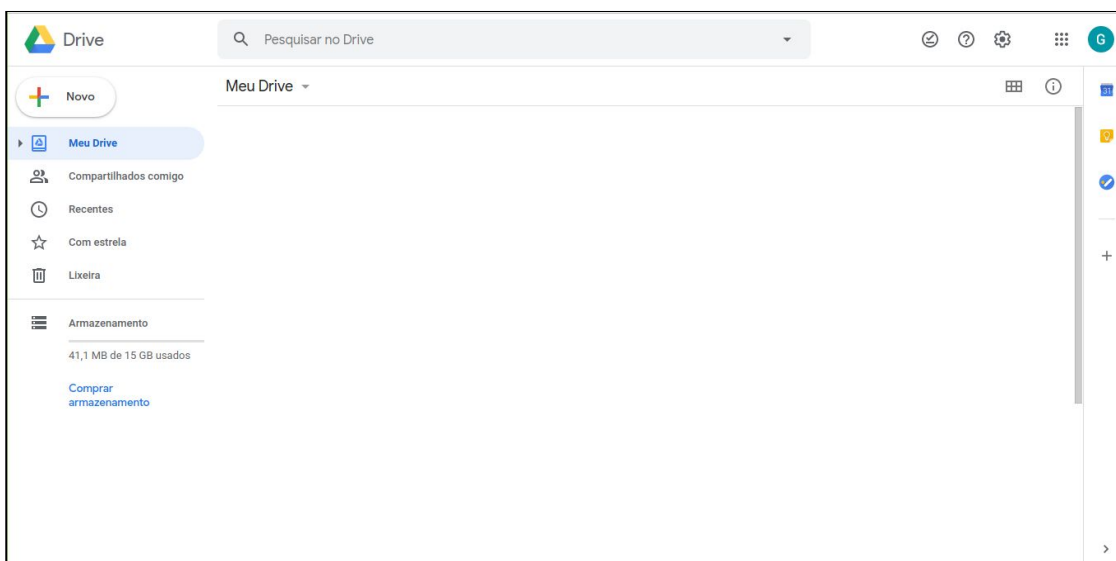 Drive
Pesquisar no Drive
G
Novo
Meu Drive
31
Meu Drive
Compartilhados comigo
Recentes
Com estrela
Lixeira
Armazenamento
41,1 MB de 15 GB usados
Comprar
armazenamento